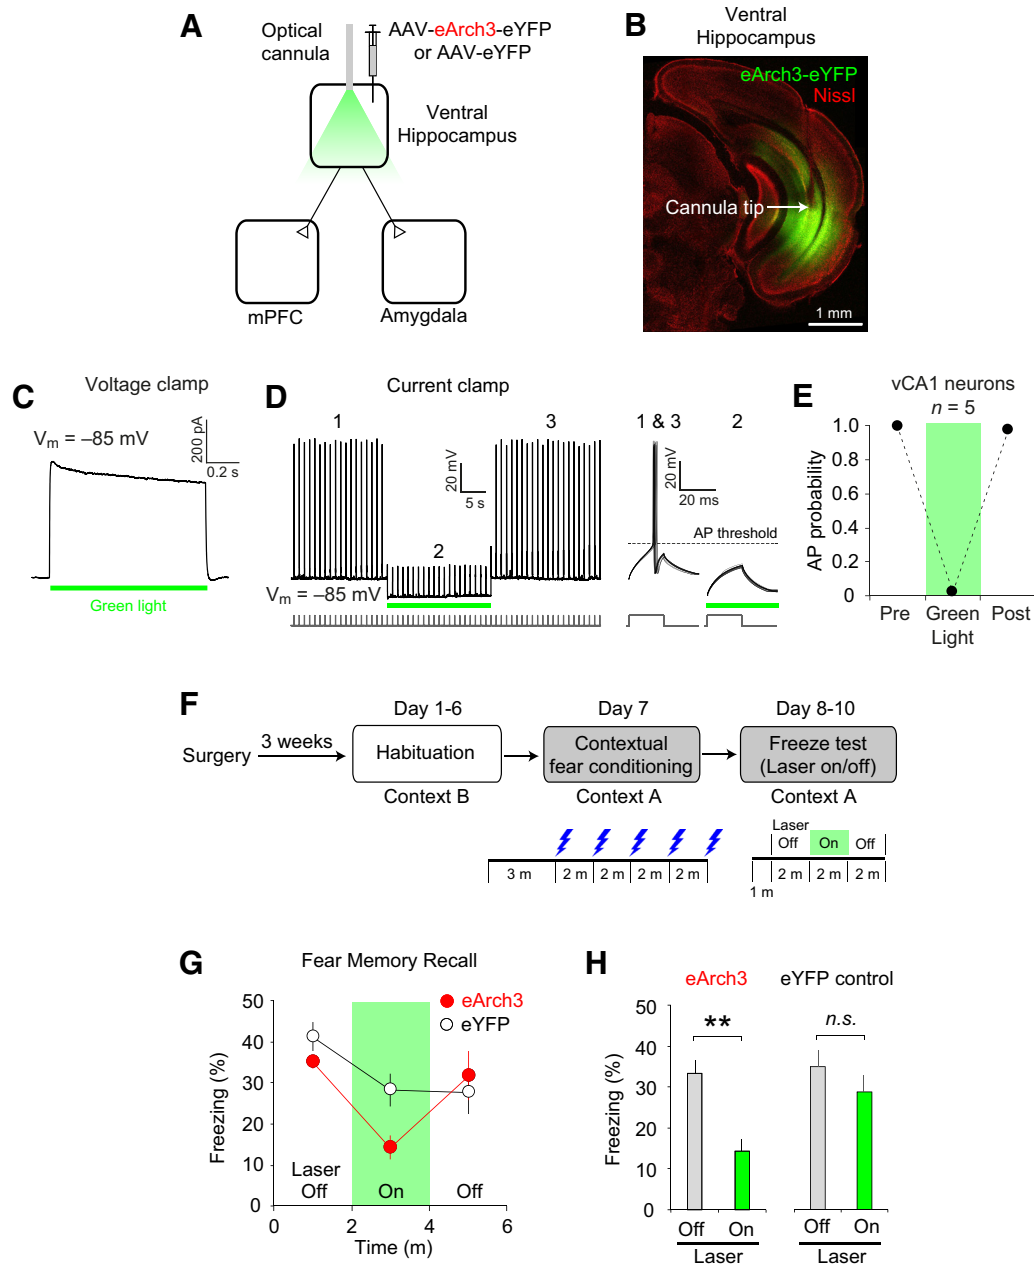 A
Optical
cannula
AAV-eArch3-eYFP
or AAV-eYFP
Ventral
Hippocampus
mPFC
Amygdala
B
Ventral
Hippocampus
eArch3-eYFP
Nissl
Cannula tip
1 mm
C
Voltage clamp
Vm = –85 mV
200 pA
0.2 s
Green light
D
Current clamp
1
2
3
20 mV
5 s
Vm = –85 mV
1 & 3
2
20 mV
20 ms
AP threshold
E
vCA1 neurons
n = 5
AP probability
1.0
0.8
0.6
0.4
0.2
0
Pre
Green
Light
Post
F
Surgery
3 weeks
Day 1-6
Habituation
Context B
Day 7
Contextual
fear conditioning
Context A
3 m
2 m
2 m
2 m
2 m
Day 8-10
Freeze test
(Laser on/off)
Context A
Laser
Off
On
Off
1 m
2 m
2 m
2 m
G
Fear Memory Recall
eArch3
eYFP
Freezing (%)
50
40
30
20
10
0
Laser
Off
On
Off
0
2
4
6
Time (m)
H
eArch3
eYFP control
**
n.s.
Freezing (%)
50
40
30
20
10
0
Off
On
Laser
Off
On
Laser